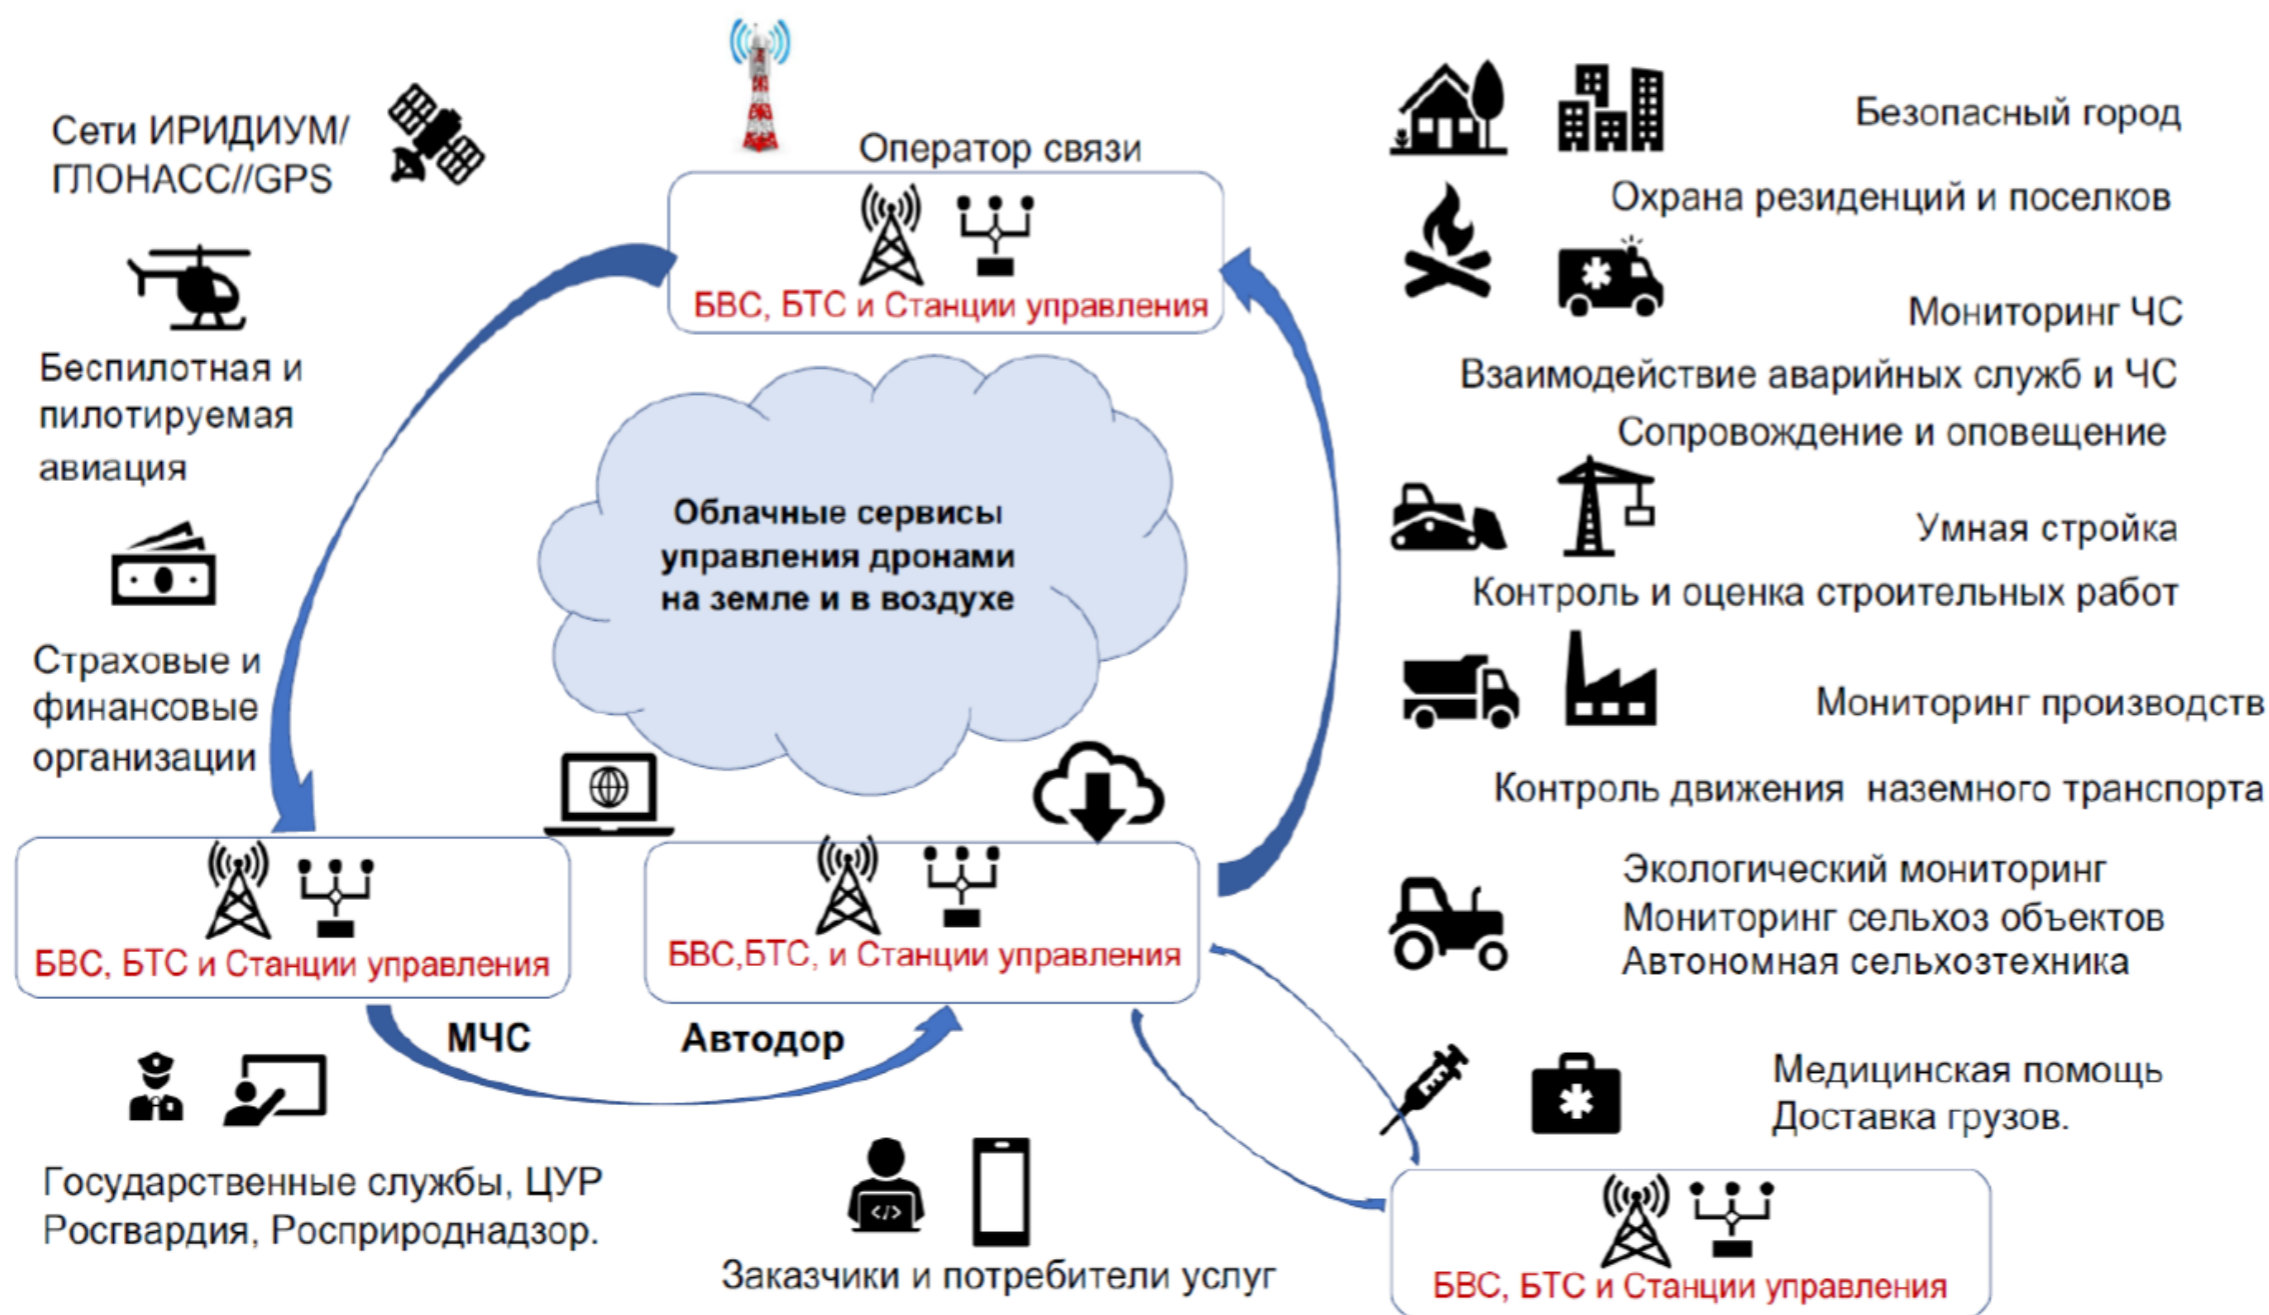 Сети ИРИДИУМ/
ГЛОНАСС//GPS
Беспилотная и
пилотируемая
авиация
Страховые и
финансовые
организации
Оператор связи
БВС, БТС и Станции управления
Облачные сервисы
управления дронами
на земле и в воздухе
БВС, БТС и Станции управления
БВС,БТС, и Станции управления
МЧС
Автодор
Государственные службы, ЦУР
Росгвардия, Росприроднадзор.
</>
Заказчики и потребители услуг
Безопасный город
Охрана резиденций и поселков
Мониторинг ЧС
Взаимодействие аварийных служб и ЧС
Сопровождение и оповещение
Умная стройка
Контроль и оценка строительных работ
Мониторинг производств
Контроль движения наземного транспорта
Экологический мониторинг
Мониторинг сельхоз объектов
Автономная сельхозтехника
Медицинская помощь
Доставка грузов.
БВС, БТС и Станции управления